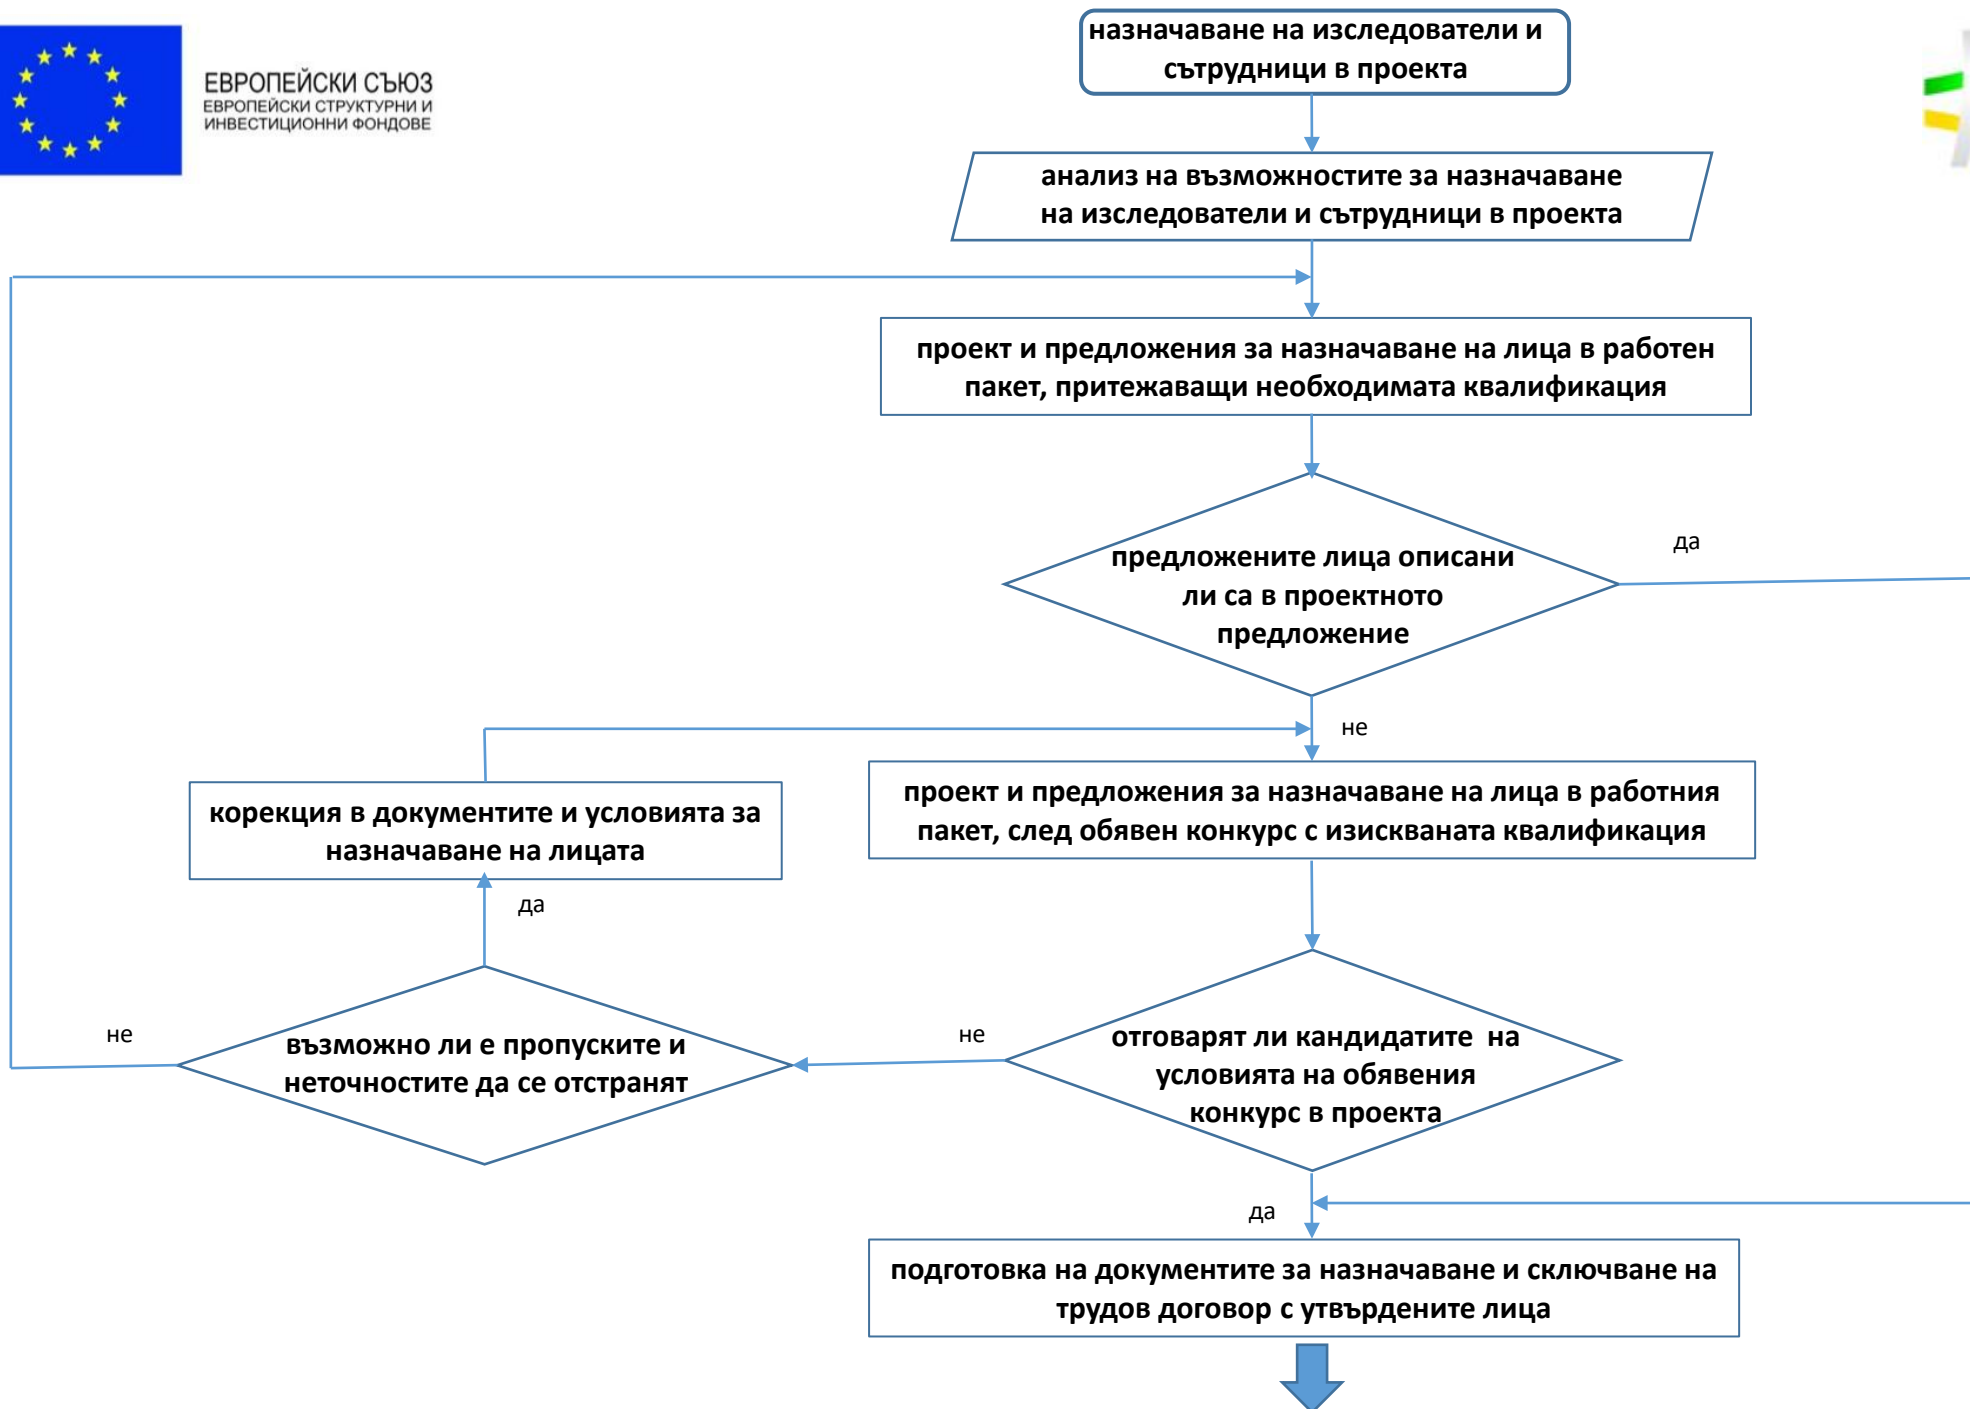 ЕВРОПЕЙСКИ СЪЮЗ
ЕВРОПЕЙСКИ СТРУКТУРНИ И
ИНВЕСТИЦИОННИ ФОНДОВЕ
назначаване на изследователи и
сътрудници в проекта
анализ на възможностите за назначаване
на изследователи и сътрудници в проекта
проект и предложения за назначаване на лица в работен
пакет, притежаващи необходимата квалификация
предложените лица описани
ли са в проектното
предложение
да
не
корекция в документите и условията за
назначаване на лицата
проект и предложения за назначаване на лица в работния
пакет, след обявен конкурс с изискваната квалификация
да
не
възможно ли е пропуските и
неточностите да се отстранят
не
отговарят ли кандидатите на
условията на обявения
конкурс в проекта
да
подготовка на документите за назначаване и сключване на
трудов договор с утвърдените лица